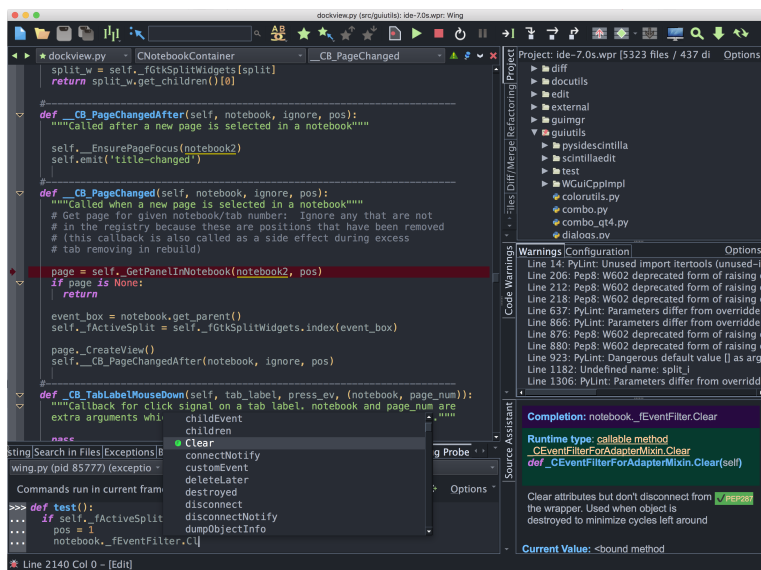 dockview.py (src/guiutils): ide-7.0s.wpr: Wing
dockview.py
CNotebookContainer
__CB_PageChanged
split_w = self._fGtkSplitWidgets[split]
return split_w.get_children()[0]
def __CB_PageChangedAfter(self, notebook, ignore, pos):
"""Called after a new page is selected in a notebook"""
self.__EnsurePageFocus(notebook2)
self.emit('title-changed')
def __CB_PageChanged(self, notebook, ignore, pos):
"""Called when a new page is selected in a notebook"""
# Get page for given notebook/tab number:  Ignore any that are not
# in the registry because these are positions that have been removed
# (this callback is also called as a side effect during excess
# tab removing in rebuild)
page = self._GetPanelInNotebook(notebook2, pos)
if page is None:
return
event_box = notebook.get_parent()
self._fActiveSplit = self._fGtkSplitWidgets.index(event_box)
page._CreateView()
self.__CB_PageChangedAfter(notebook, ignore, pos)
def _CB_TabLabelMouseDown(self, tab_label, press_ev, (notebook, page_num)):
"""Callback for click signal on a tab label. notebook and page_num are
extra arguments whi
."""
pass
childEvent
children
Clear
connectNotify
customEvent
deleteLater
destroyed
disconnect
disconnectNotify
dumpObjectInfo
sting Search in Files Exceptions B
g Probe
wing.py (pid 85777) (exceptio
Commands run in current fram
Options
>>> def test():
... if self._fActiveSplit
... pos = 1
... notebook._fEventFilter.Cl
Line 2140 Col 0 – [Edit]
Project
Refactoring
Diff/Merge
Files
Project: ide-7.0s.wpr [5323 files / 437 di
Options
diff
docutils
edit
external
guimgr
guiutils
pysidescintilla
scintillaedit
test
WGuiCppImpl
colorutils.py
combo.py
combo_qt4.py
dialogs.py
Code Warnings
Warnings
Configuration
Options
Line 14: PyLint: Unused import itertools (unused-i
Line 206: Pep8: W602 deprecated form of raising
Line 212: Pep8: W602 deprecated form of raising
Line 218: Pep8: W602 deprecated form of raising
Line 637: PyLint: Parameters differ from overridde
Line 866: PyLint: Parameters differ from overridde
Line 876: Pep8: W602 deprecated form of raising
Line 880: Pep8: W602 deprecated form of raising
Line 923: PyLint: Dangerous default value [] as arg
Line 1182: Undefined name: split_i
Line 1306: PyLint: Parameters differ from overridd
Source Assistant
Completion: notebook._fEventFilter.Clear
Runtime type: callable method
_CEventFilterForAdapterMixin.Clear
def _CEventFilterForAdapterMixin.Clear(self)
Clear attributes but don't disconnect from
PEP287
the wrapper. Used when object is
destroyed to minimize cycles left around
Current Value: <bound method